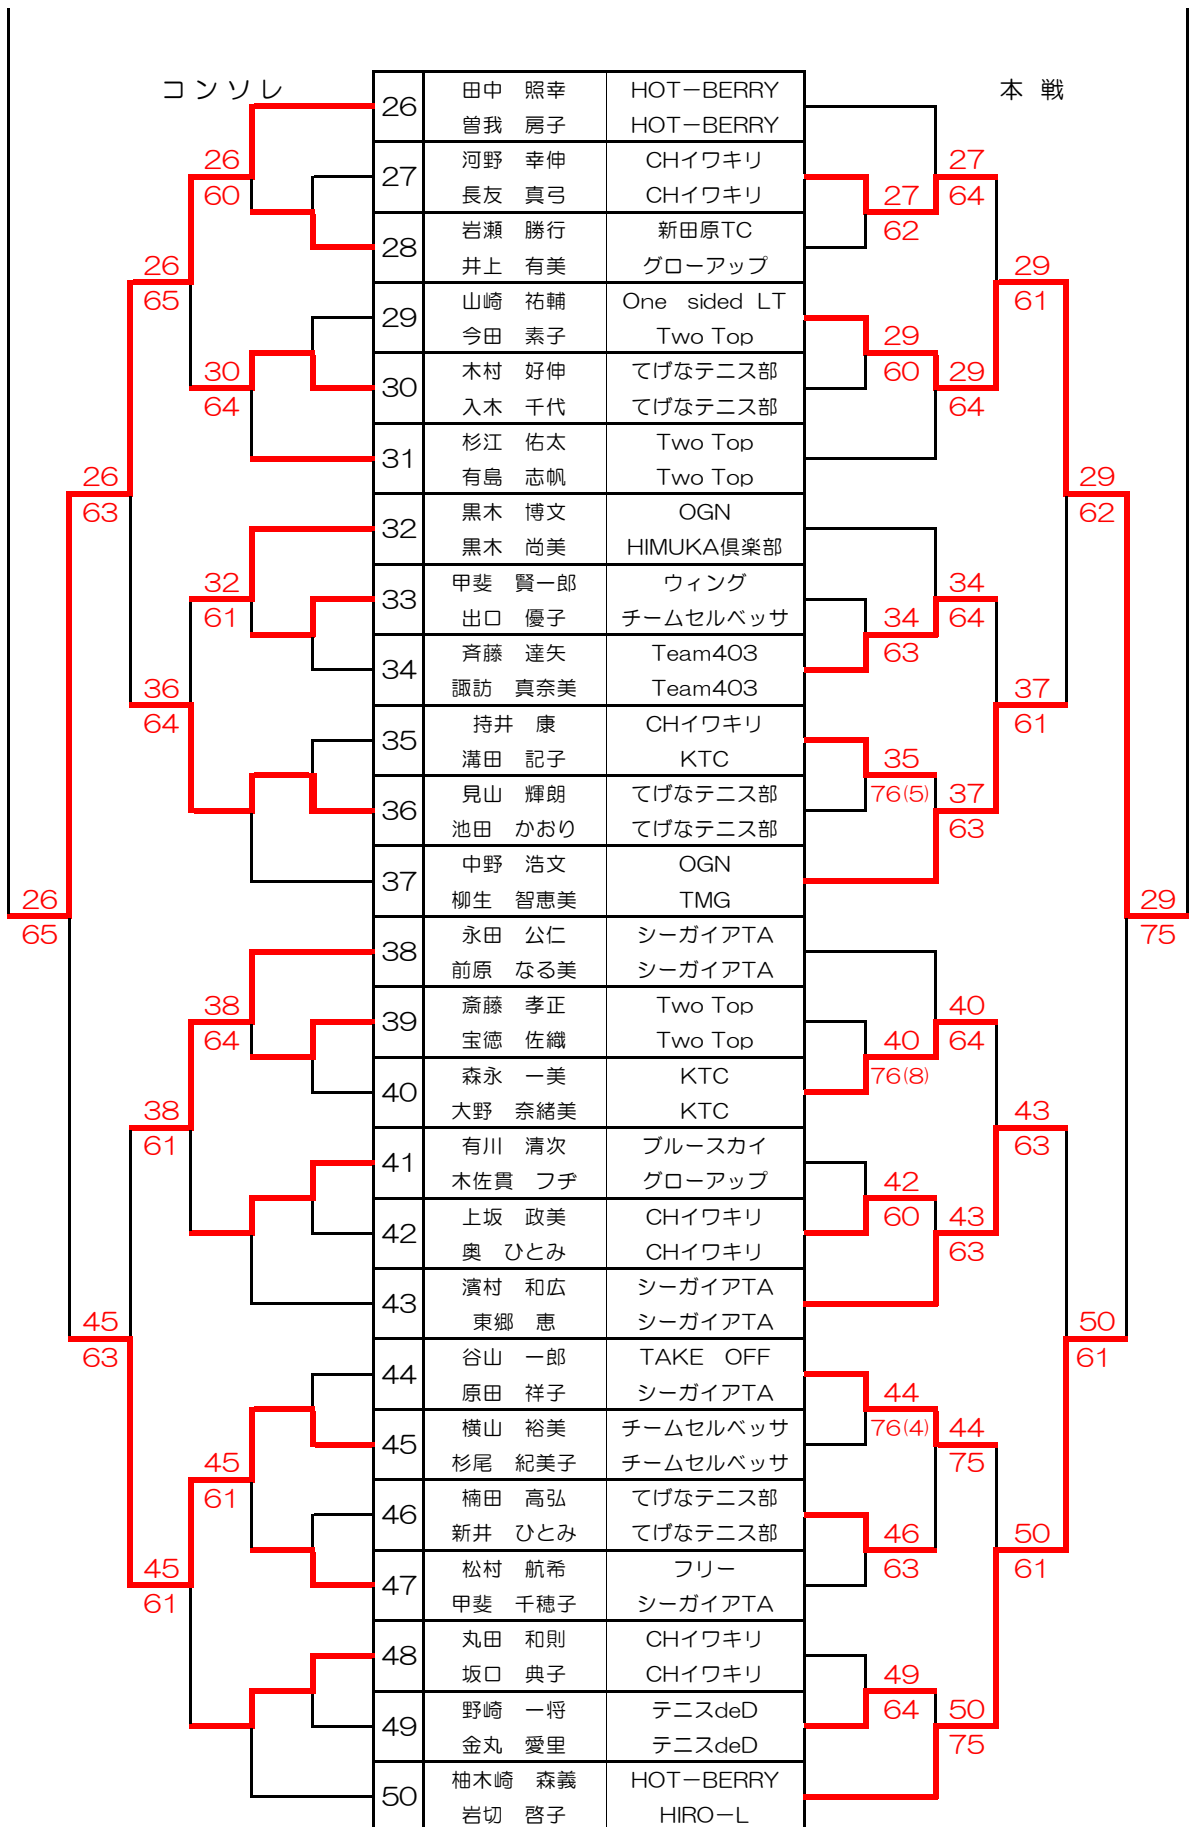 コンソレ
本 戦
26 田中 照幸 HOT－BERRY
曽我 房子 HOT－BERRY
27 河野 幸伸 CHイワキリ
長友 真弓 CHイワキリ
28 岩瀬 勝行 新田原TC
井上 有美 グローアップ
29 山崎 祐輔 One sided LT
今田 素子 Two Top
30 木村 好伸 てげなテニス部
入木 千代 てげなテニス部
31 杉江 佑太 Two Top
有島 志帆 Two Top
32 黒木 博文 OGN
黒木 尚美 HIMUKA倶楽部
33 甲斐 賢一郎 ウィング
出口 優子 チームセルベッサ
34 斉藤 達矢 Team403
諏訪 真奈美 Team403
35 持井 康 CHイワキリ
溝田 記子 KTC
36 見山 輝朗 てげなテニス部
池田 かおり てげなテニス部
37 中野 浩文 OGN
柳生 智恵美 TMG
38 永田 公仁 シーガイアTA
前原 なる美 シーガイアTA
39 斎藤 孝正 Two Top
宝徳 佐織 Two Top
40 森永 一美 KTC
大野 奈緒美 KTC
41 有川 清次 ブルースカイ
木佐貫 フヂ グローアップ
42 上坂 政美 CHイワキリ
奥 ひとみ CHイワキリ
43 濱村 和広 シーガイアTA
東郷 恵 シーガイアTA
44 谷山 一郎 TAKE OFF
原田 祥子 シーガイアTA
45 横山 裕美 チームセルベッサ
杉尾 紀美子 チームセルベッサ
46 楠田 高弘 てげなテニス部
新井 ひとみ てげなテニス部
47 松村 航希 フリー
甲斐 千穂子 シーガイアTA
48 丸田 和則 CHイワキリ
坂口 典子 CHイワキリ
49 野崎 一将 テニスdeD
金丸 愛里 テニスdeD
50 柚木崎 森義 HOT－BERRY
岩切 啓子 HIRO－L
26
60
26
65
30
64
26
63
32
61
36
64
26
65
38
64
38
61
45
63
45
61
45
61
27
64
27
62
29
61
29
60
29
64
29
62
34
64
34
63
37
61
35
76(5)
37
63
29
75
40
64
40
76(8)
43
63
42
60
43
63
50
61
44
76(4)
44
75
46
63
50
61
49
64
50
75